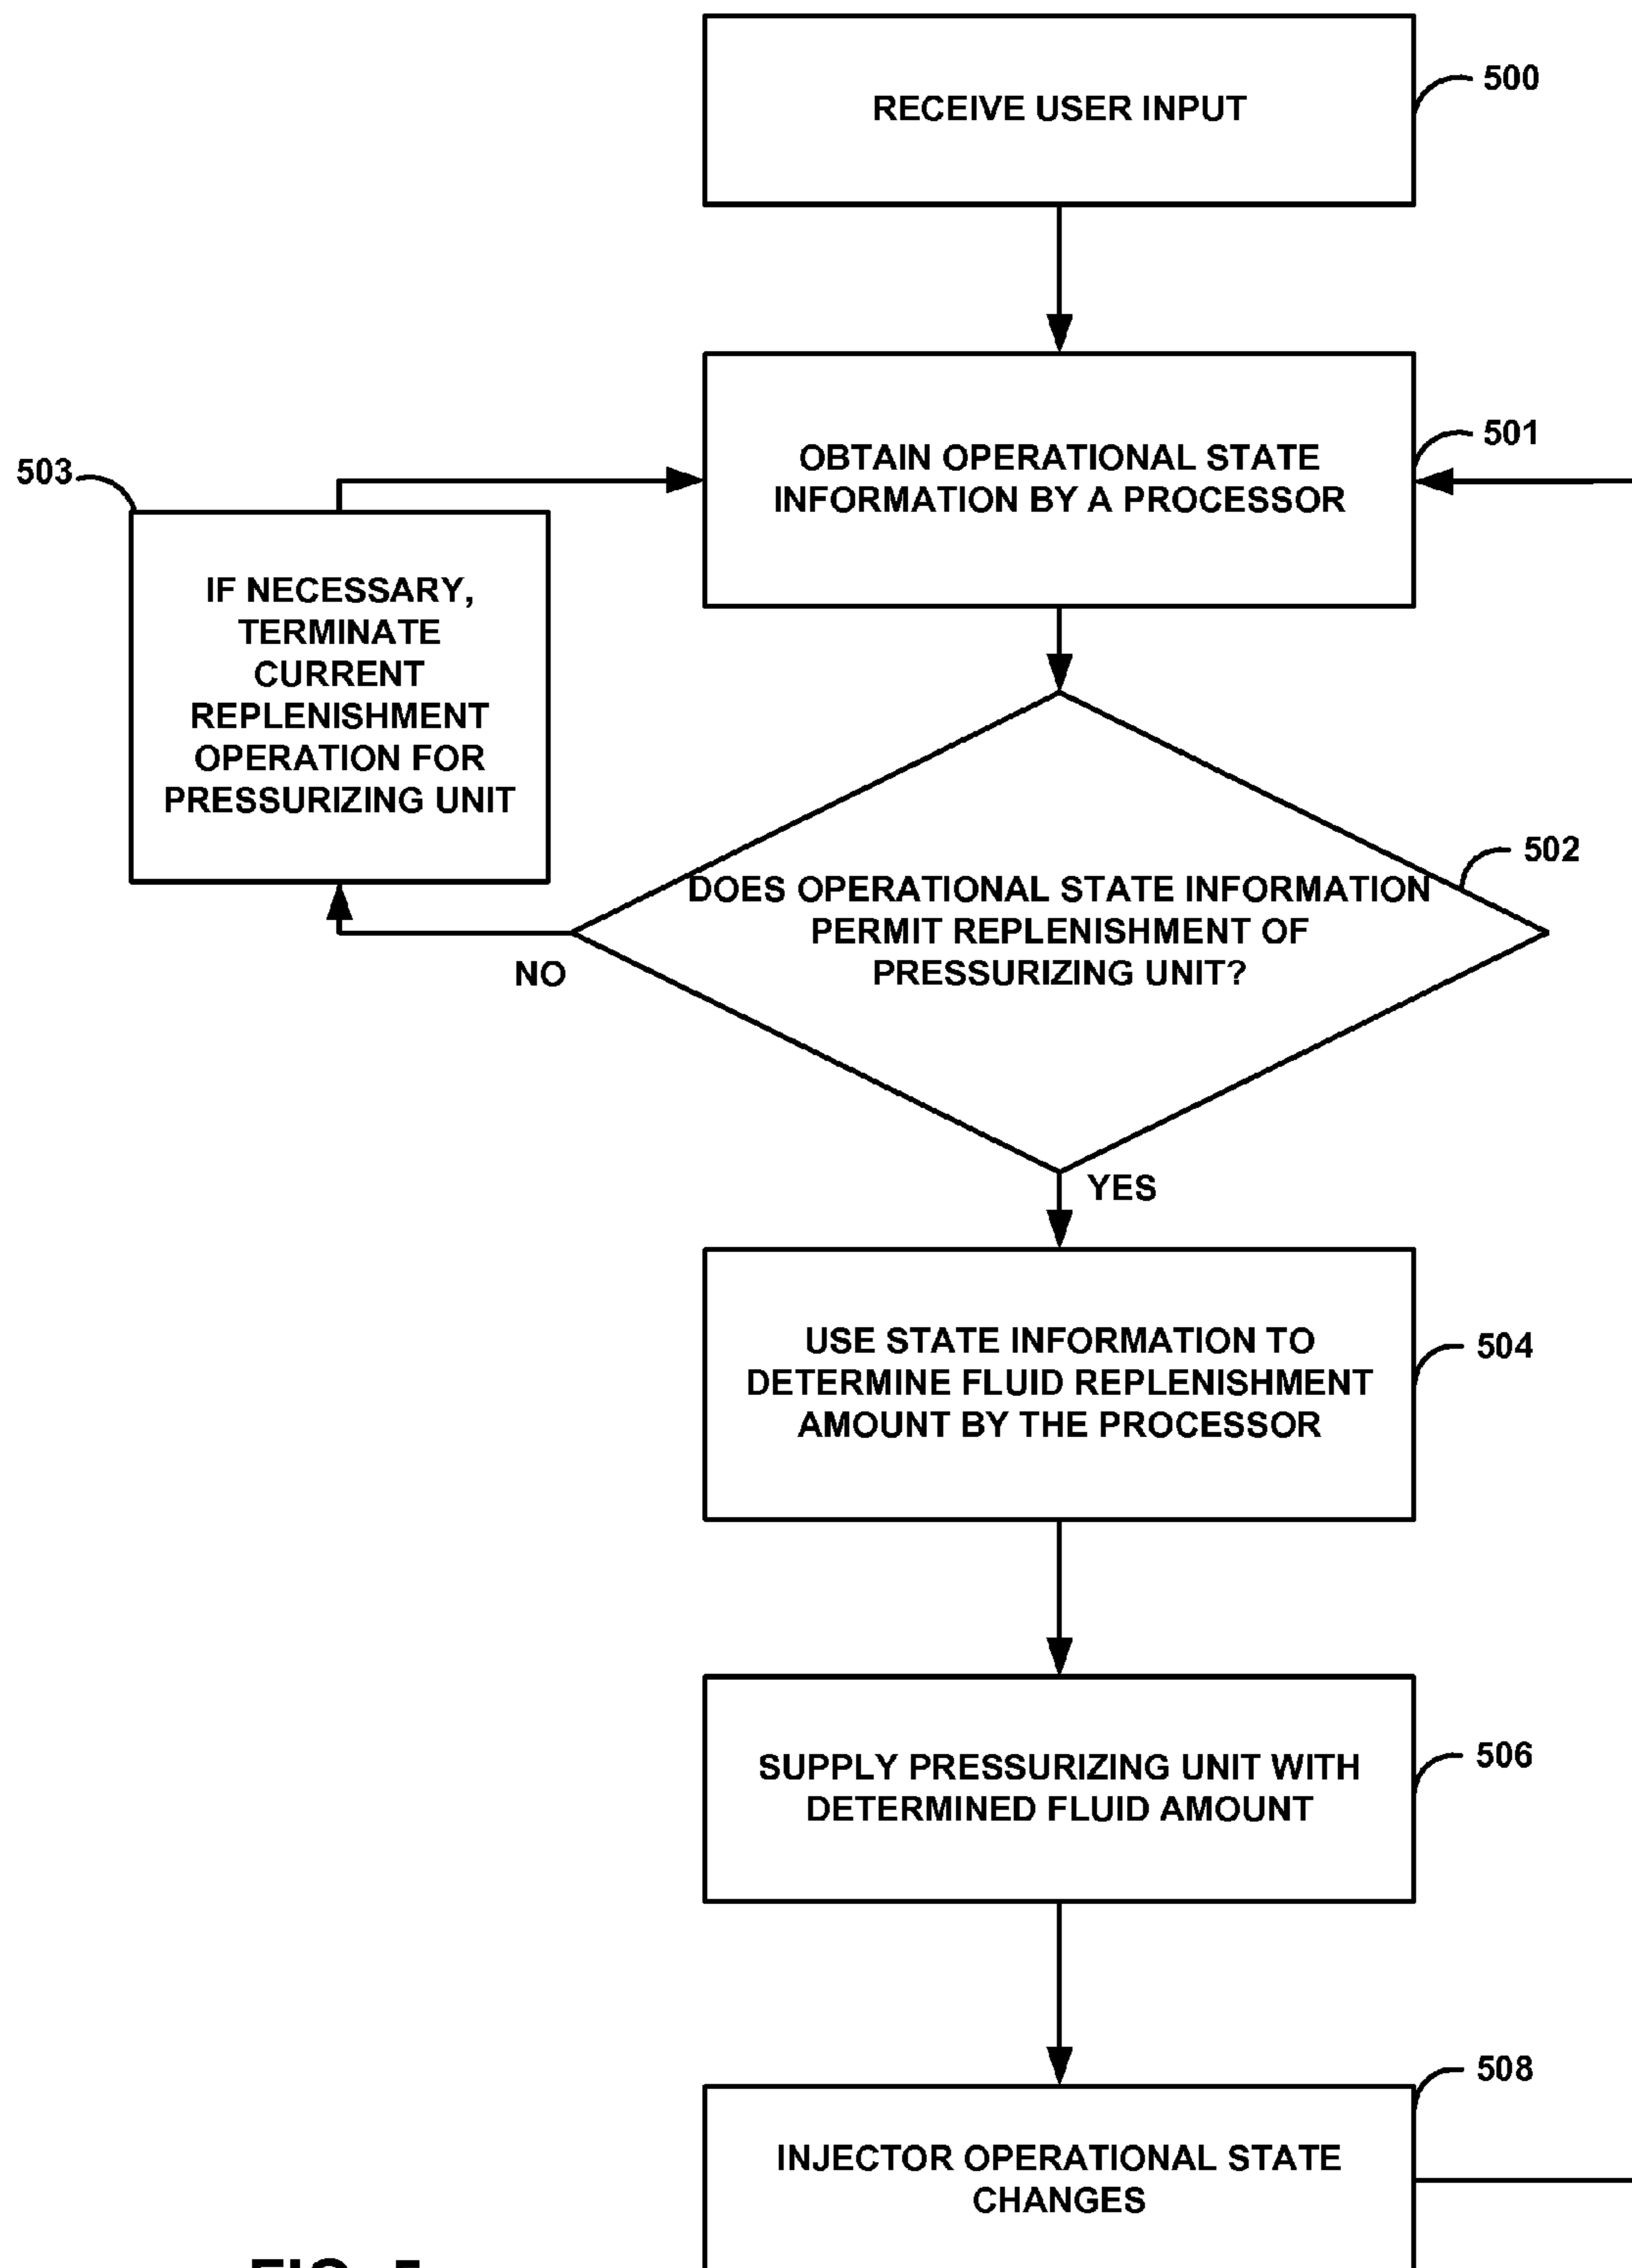 RECEIVE USER INPUT
500
OBTAIN OPERATIONAL STATE
INFORMATION BY A PROCESSOR
501
503
IF NECESSARY,
TERMINATE
CURRENT
REPLENISHMENT
OPERATION FOR
PRESSURIZING UNIT
502
DOES OPERATIONAL STATE INFORMATION
PERMIT REPLENISHMENT OF
PRESSURIZING UNIT?
NO
YES
USE STATE INFORMATION TO
DETERMINE FLUID REPLENISHMENT
AMOUNT BY THE PROCESSOR
504
SUPPLY PRESSURIZING UNIT WITH
DETERMINED FLUID AMOUNT
506
508
INJECTOR OPERATIONAL STATE
CHANGES